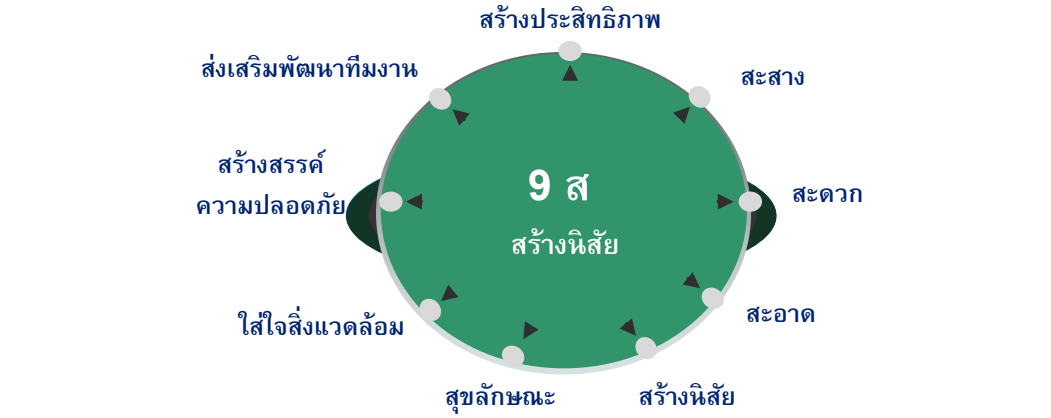 สร้างประสิทธิภาพ
ส่งเสริมพัฒนาทีมงาน
สะสาง
สร้างสรรค์
ความปลอดภัย
9 ส
สร้างนิสัย
สะดวก
ใส่ใจสิ่งแวดล้อม
สะอาด
สุขลักษณะ
สร้างนิสัย